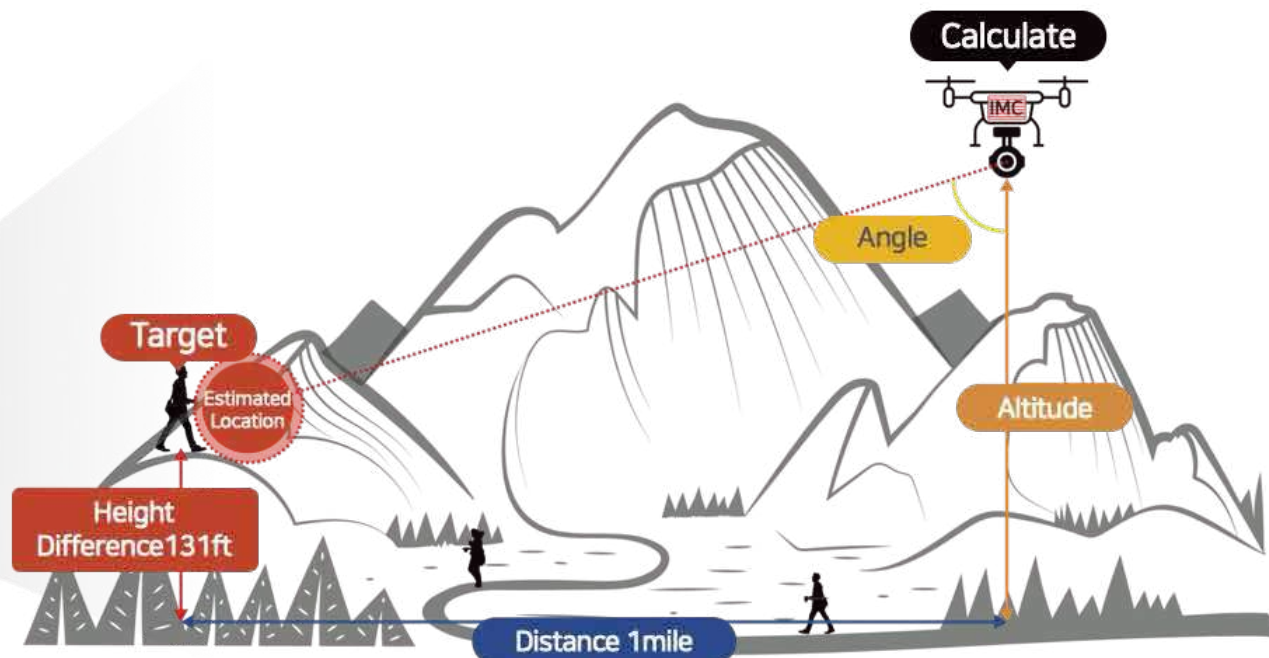 Calculate
IMC
Angle
Target
Estimated
Location
Altitude
Height
Difference131ft
Distance 1mile